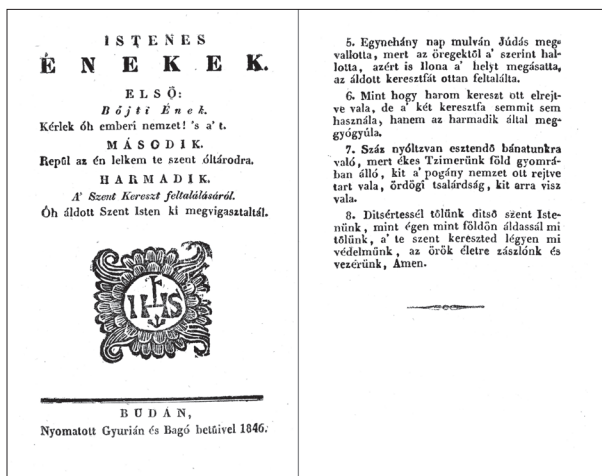 ISTENES
ÉNEKEK.
ELSŐ:
Bőjti Ének.
Kérlek óh emberi nemzet! 's a' t.
MÁSODIK.
Repűl az én lelkem te szent óltárodra.
HARMADIK.
A' Szent Kereszt feltalálásáról.
Óh áldott Szent Isten ki megvigasztaltál.
IHS
BUDÁN,
Nyomatott Gyurián és Bagó betűivel 1846.
5. Egynehány nap mulván Júdás meg-
vallotta, mert az öregektől a' szerint hal-
lotta, azért is Ilona a' helyt megásatta,
az áldott keresztfát ottan feltalálta.
6. Mint hogy harom kereszt ott elrejt-
ve vala, de a' két keresztfa semmit sem
használa, hanem az harmadik által meg-
gyógyúla.
7. Száz nyóltzvan esztendő bánatunkra
való, mert ékes Tzimerünk föld gyomrá-
ban álló, kit a' pogány nemzet ott rejtve
tart vala, ördögi tsalárdság, kit arra visz
vala.
8. Ditsértessél tőlünk ditső szent Iste-
nünk, mint égen mint földön áldassál mi
tőlünk, a' te szent kereszted légyen mi
védelmünk, az örök életre zászlónk és
vezérünk, Amen.